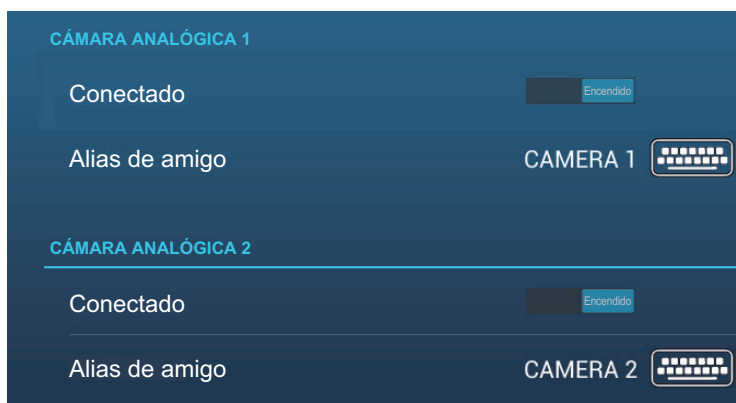 CÁMARA ANALÓGICA 1
Conectado Encendido
Alias de amigo CAMERA 1
CÁMARA ANALÓGICA 2
Conectado Encendido
Alias de amigo CAMERA 2